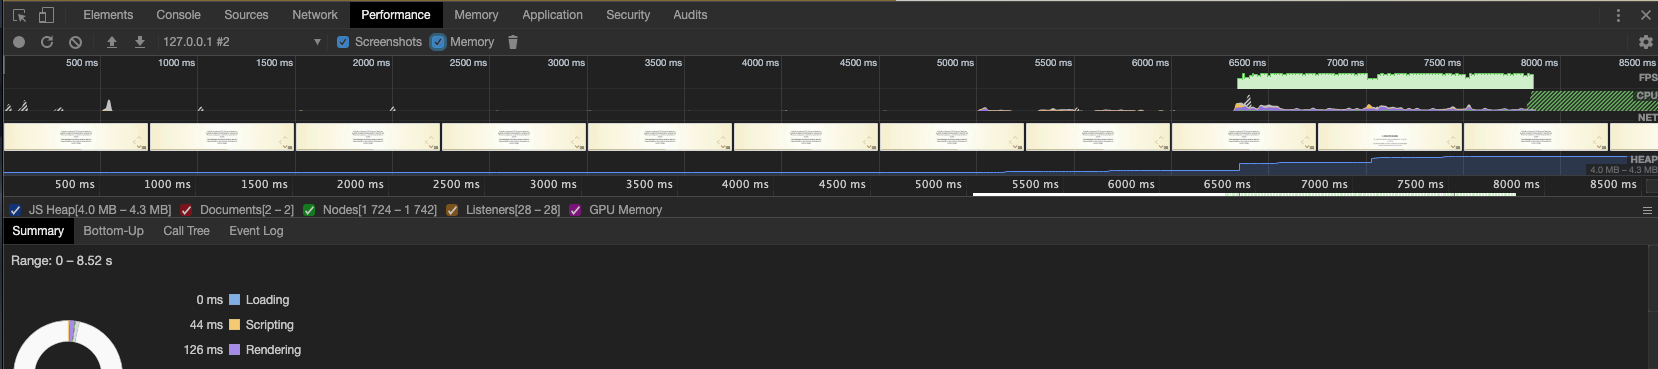 Elements Console Sources Network Performance Memory Application Security Audits
127.0.0.1 #2 Screenshots Memory
500 ms 1000 ms 1500 ms 2000 ms 2500 ms 3000 ms 3500 ms 4000 ms 4500 ms 5000 ms 5500 ms 6000 ms 6500 ms 7000 ms 7500 ms 8000 ms 8500 ms
FPS
CPU
NET
HEAP
4.0 MB – 4.3 MB
500 ms 1000 ms 1500 ms 2000 ms 2500 ms 3000 ms 3500 ms 4000 ms 4500 ms 5000 ms 5500 ms 6000 ms 6500 ms 7000 ms 7500 ms 8000 ms 8500 ms
JS Heap[4.0 MB – 4.3 MB] Documents[2 – 2] Nodes[1 724 – 1 742] Listeners[28 – 28] GPU Memory
Summary Bottom-Up Call Tree Event Log
Range: 0 – 8.52 s
0 ms Loading
44 ms Scripting
126 ms Rendering